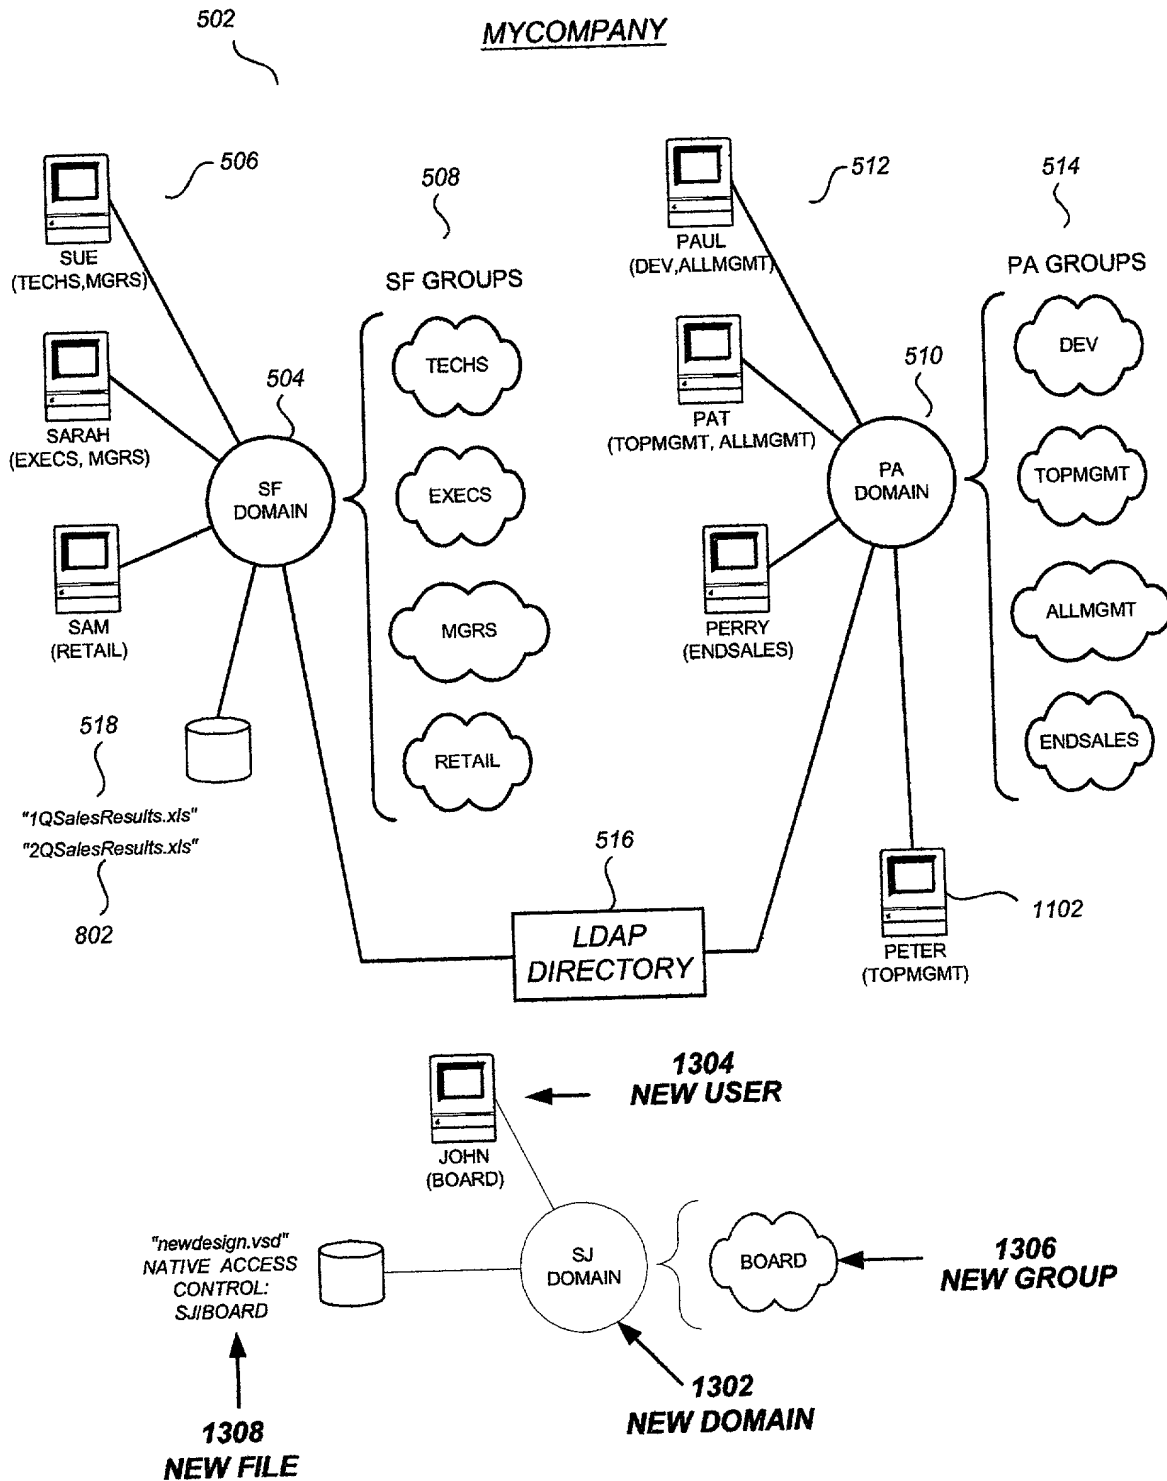 MYCOMPANY
502
506
SUE
(TECHS,MGRS)
SARAH
(EXECS, MGRS)
SAM
(RETAIL)
504
SF
DOMAIN
508
SF GROUPS
TECHS
EXECS
MGRS
RETAIL
518
"1QSalesResults.xls"
"2QSalesResults.xls"
802
512
PAUL
(DEV,ALLMGMT)
PAT
(TOPMGMT, ALLMGMT)
PERRY
(ENDSALES)
510
PA
DOMAIN
514
PA GROUPS
DEV
TOPMGMT
ALLMGMT
ENDSALES
516
LDAP
DIRECTORY
1102
PETER
(TOPMGMT)
1304
NEW USER
JOHN
(BOARD)
"newdesign.vsd"
NATIVE ACCESS
CONTROL:
SJ/BOARD
SJ
DOMAIN
BOARD
1306
NEW GROUP
1302
NEW DOMAIN
1308
NEW FILE